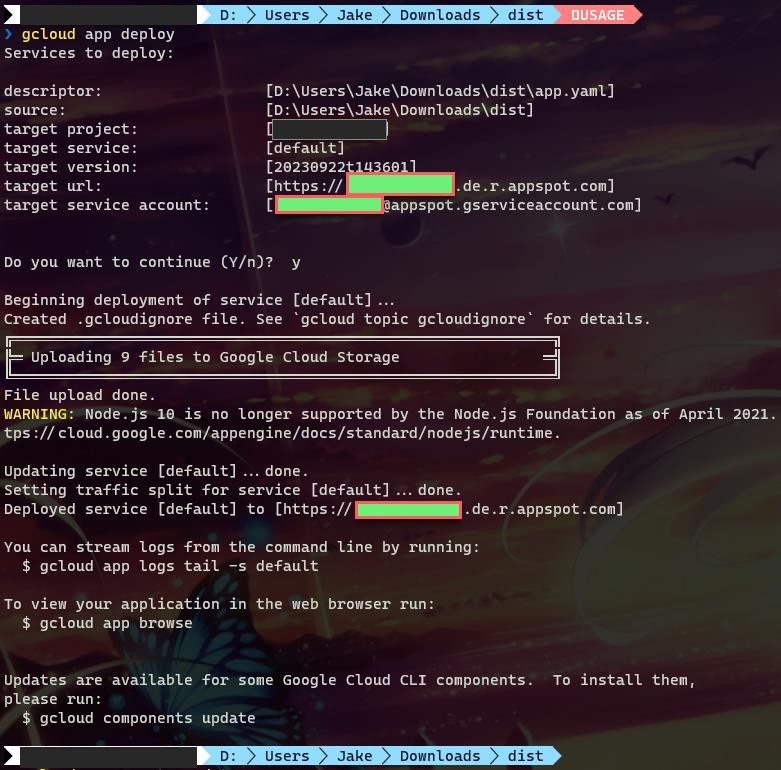 D: Users Jake Downloads dist USAGE
❯ gcloud app deploy
Services to deploy:
descriptor: [D:\Users\Jake\Downloads\dist\app.yaml]
source: [D:\Users\Jake\Downloads\dist]
target project: [ ]
target service: [default]
target version: [20230922t143601]
target url: [https:// .de.r.appspot.com]
target service account: [ @appspot.gserviceaccount.com]
Do you want to continue (Y/n)? y
Beginning deployment of service [default]...
Created .gcloudignore file. See `gcloud topic gcloudignore` for details.
Uploading 9 files to Google Cloud Storage
File upload done.
WARNING: Node.js 10 is no longer supported by the Node.js Foundation as of April 2021.
tps://cloud.google.com/appengine/docs/standard/nodejs/runtime.
Updating service [default]...done.
Setting traffic split for service [default]...done.
Deployed service [default] to [https:// .de.r.appspot.com]
You can stream logs from the command line by running:
$ gcloud app logs tail -s default
To view your application in the web browser run:
$ gcloud app browse
Updates are available for some Google Cloud CLI components. To install them,
please run:
$ gcloud components update
D: Users Jake Downloads dist